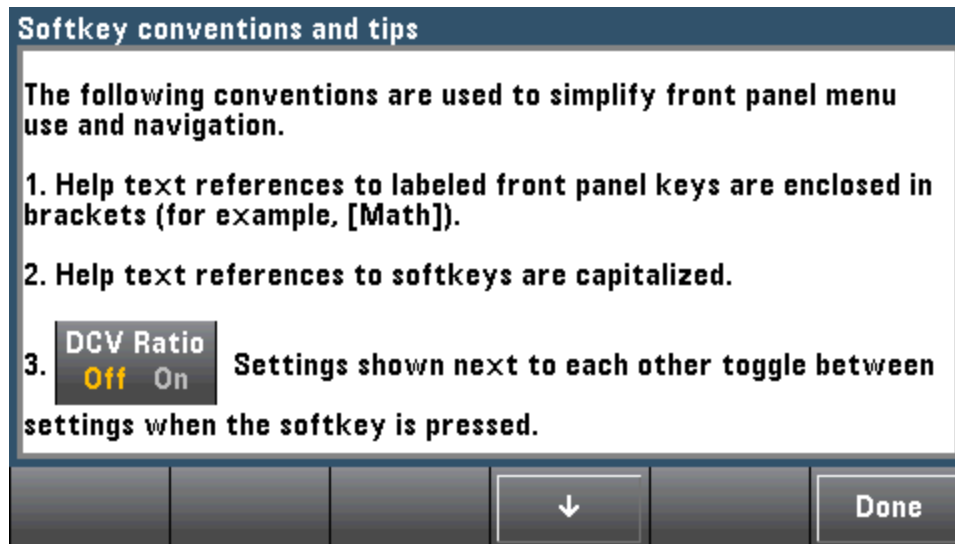 Softkey conventions and tips
The following conventions are used to simplify front panel menu
use and navigation.
1. Help text references to labeled front panel keys are enclosed in
brackets (for example, [Math]).
2. Help text references to softkeys are capitalized.
DCV Ratio
3. Off On Settings shown next to each other toggle between
settings when the softkey is pressed.
↓ Done